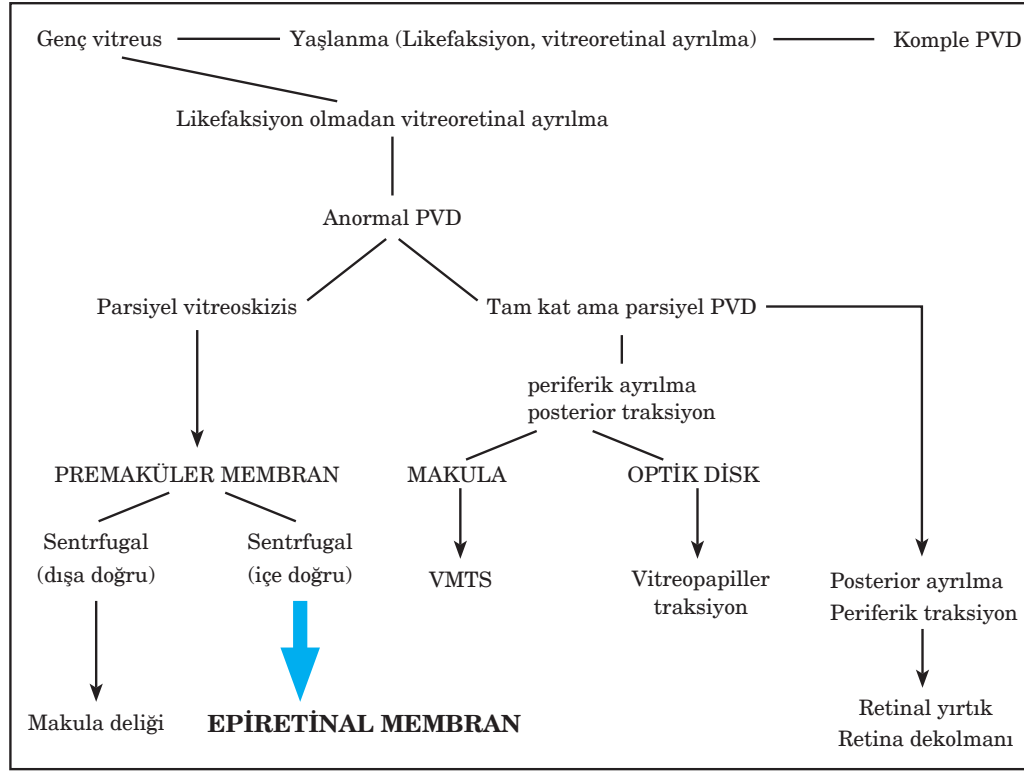 Genç vitreus
Yaşlanma (Likefaksiyon, vitreoretinal ayrılma)
Komple PVD
Likefaksiyon olmadan vitreoretinal ayrılma
Anormal PVD
Parsiyel vitreoskizis
Tam kat ama parsiyel PVD
periferik ayrılma
posterior traksiyon
PREMAKÜLER MEMBRAN
MAKULA
OPTİK DİSK
Sentrfugal
(dışa doğru)
Sentrfugal
(içe doğru)
VMTS
Vitreopapiller
traksiyon
Posterior ayrılma
Periferik traksiyon
Makula deliği
EPİRETİNAL MEMBRAN
Retinal yırtık
Retina dekolmanı